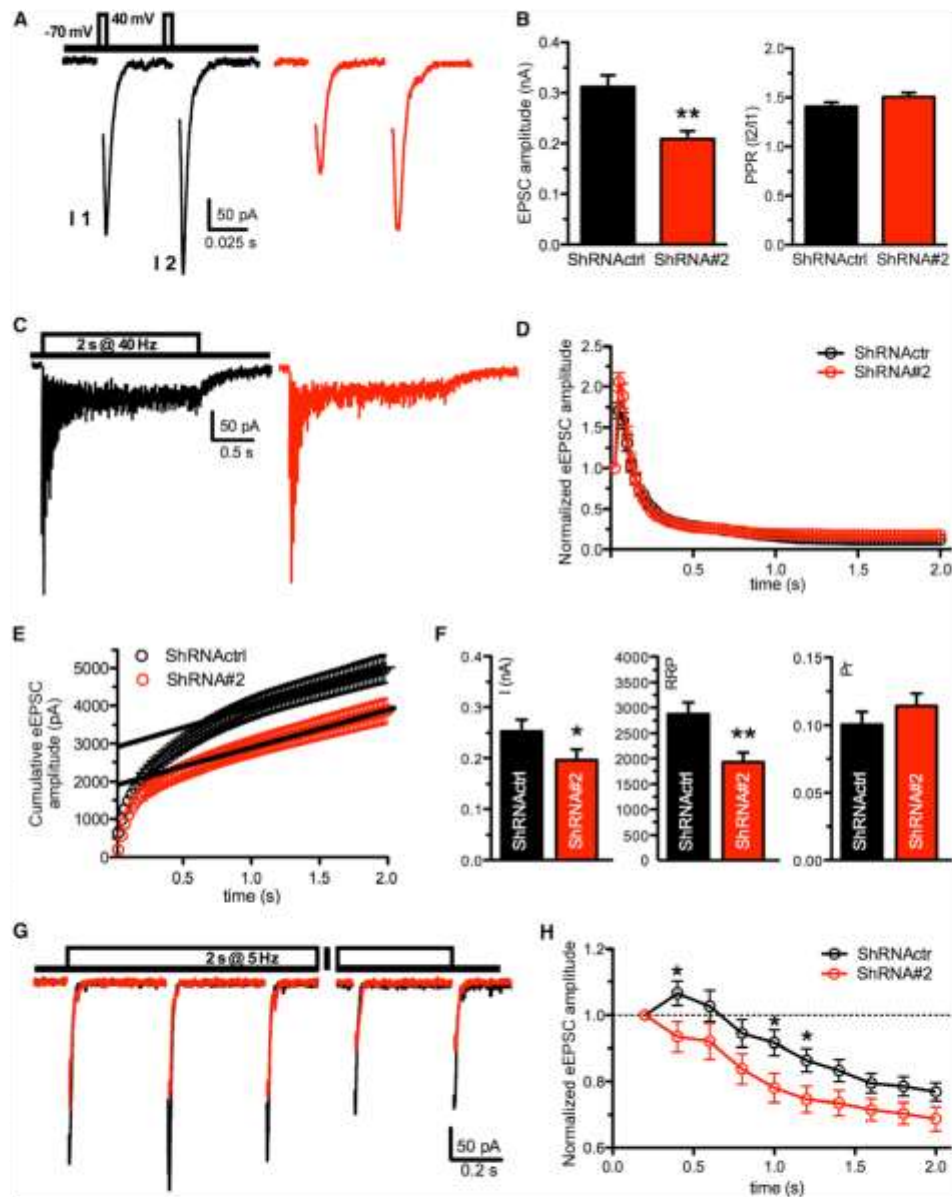 A
-70 mV
40 mV
I 1
I 2
50 pA
0.025 s
B
EPSC amplitude (nA)
0.4
0.3
0.2
0.1
0.0
**
ShRNActrl
ShRNA#2
PPR (I2/I1)
2.0
1.5
1.0
0.5
0.0
ShRNActrl
ShRNA#2
C
2 s @ 40 Hz
50 pA
0.5 s
D
Normalized eEPSC amplitude
2.5
2.0
1.5
1.0
0.5
0.0
ShRNActr
ShRNA#2
0.5
1.0
1.5
2.0
time (s)
E
Cumulative eEPSC
amplitude (pA)
5000
4000
3000
2000
1000
0
ShRNActrl
ShRNA#2
0.5
1.0
1.5
2.0
time (s)
F
I (nA)
0.4
0.3
0.2
0.1
0.0
*
ShRNActrl
ShRNA#2
RRP
4000
3500
3000
2500
2000
1500
1000
500
0
**
ShRNActrl
ShRNA#2
Pr
0.15
0.10
0.05
0.00
ShRNActrl
ShRNA#2
G
2 s @ 5 Hz
50 pA
0.2 s
H
Normalized eEPSC amplitude
1.2
1.0
0.8
0.6
*
*
*
ShRNActr
ShRNA#2
0.0
0.5
1.0
1.5
2.0
time (s)